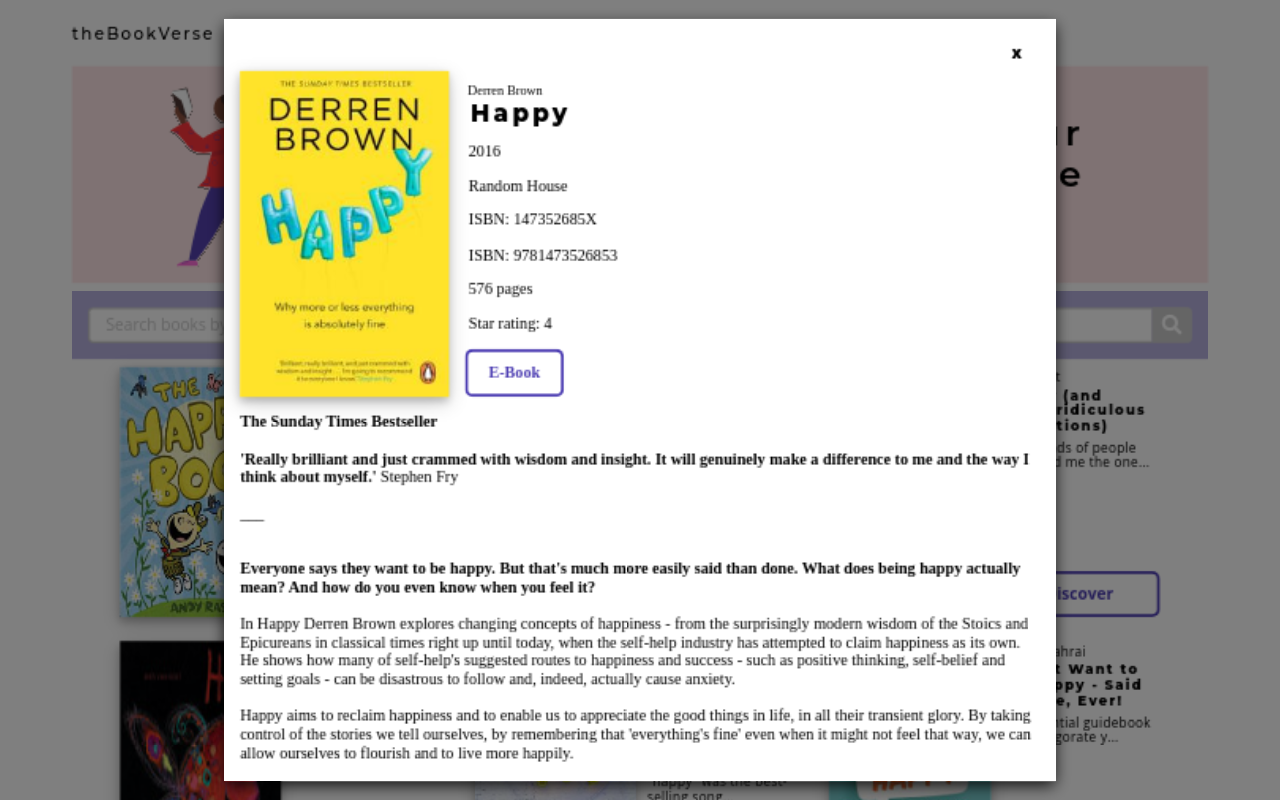 theBookVerse
x
THE SUNDAY TIMES BESTSELLER
DERREN
BROWN
HAPPY
Why more or less everything
is absolutely fine
Derren Brown
Happy
2016
Random House
ISBN: 147352685X
ISBN: 9781473526853
576 pages
Star rating: 4
E-Book
The Sunday Times Bestseller
'Really brilliant and just crammed with wisdom and insight. It will genuinely make a difference to me and the way I
think about myself.' Stephen Fry
___
Everyone says they want to be happy. But that's much more easily said than done. What does being happy actually
mean? And how do you even know when you feel it?
In Happy Derren Brown explores changing concepts of happiness - from the surprisingly modern wisdom of the Stoics and
Epicureans in classical times right up until today, when the self-help industry has attempted to claim happiness as its own.
He shows how many of self-help's suggested routes to happiness and success - such as positive thinking, self-belief and
setting goals - can be disastrous to follow and, indeed, actually cause anxiety.
Happy aims to reclaim happiness and to enable us to appreciate the good things in life, in all their transient glory. By taking
control of the stories we tell ourselves, by remembering that 'everything's fine' even when it might not feel that way, we can
allow ourselves to flourish and to live more happily.
ur
e
Search books by
THE
HAPP
BOO
ANDY RA
t
(and
ridiculous
tions)
ds of people
d me the one...
iscover
ahrai
t Want to
ppy - Said
e, Ever!
tial guidebook
gorate y...
"happy" was the best-
selling song